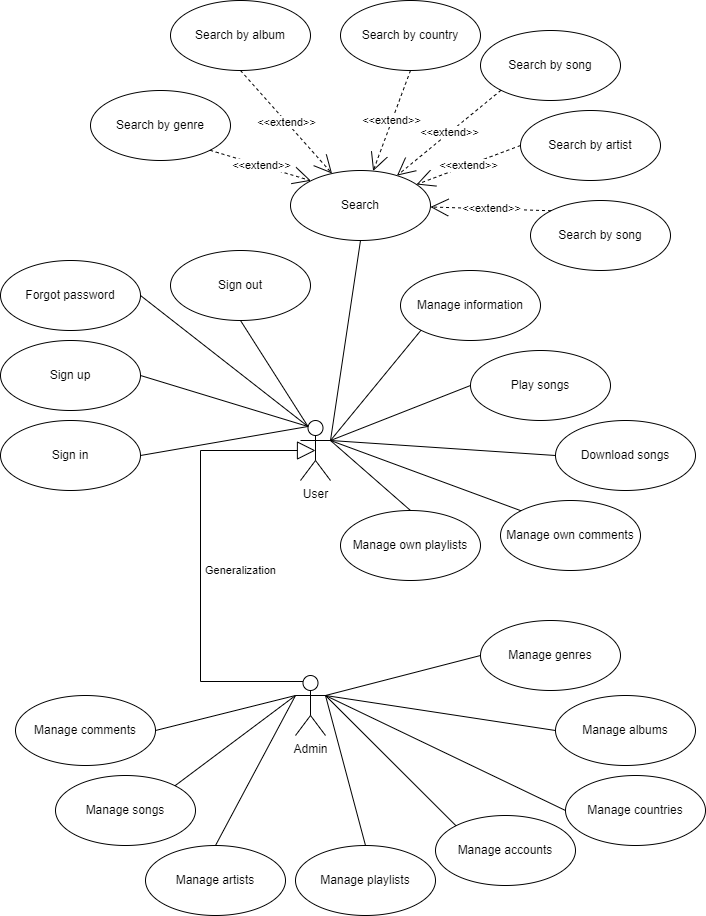 Search by album
Search by country
Search by song
Search by genre
<<extend>>
<<extend>>
<<extend>>
Search by artist
<<extend>>
<<extend>>
Search
<<extend>>
Search by song
Sign out
Forgot password
Manage information
Sign up
Play songs
Sign in
Download songs
User
Manage own playlists
Manage own comments
Generalization
Manage genres
Manage comments
Manage albums
Admin
Manage songs
Manage countries
Manage accounts
Manage artists
Manage playlists